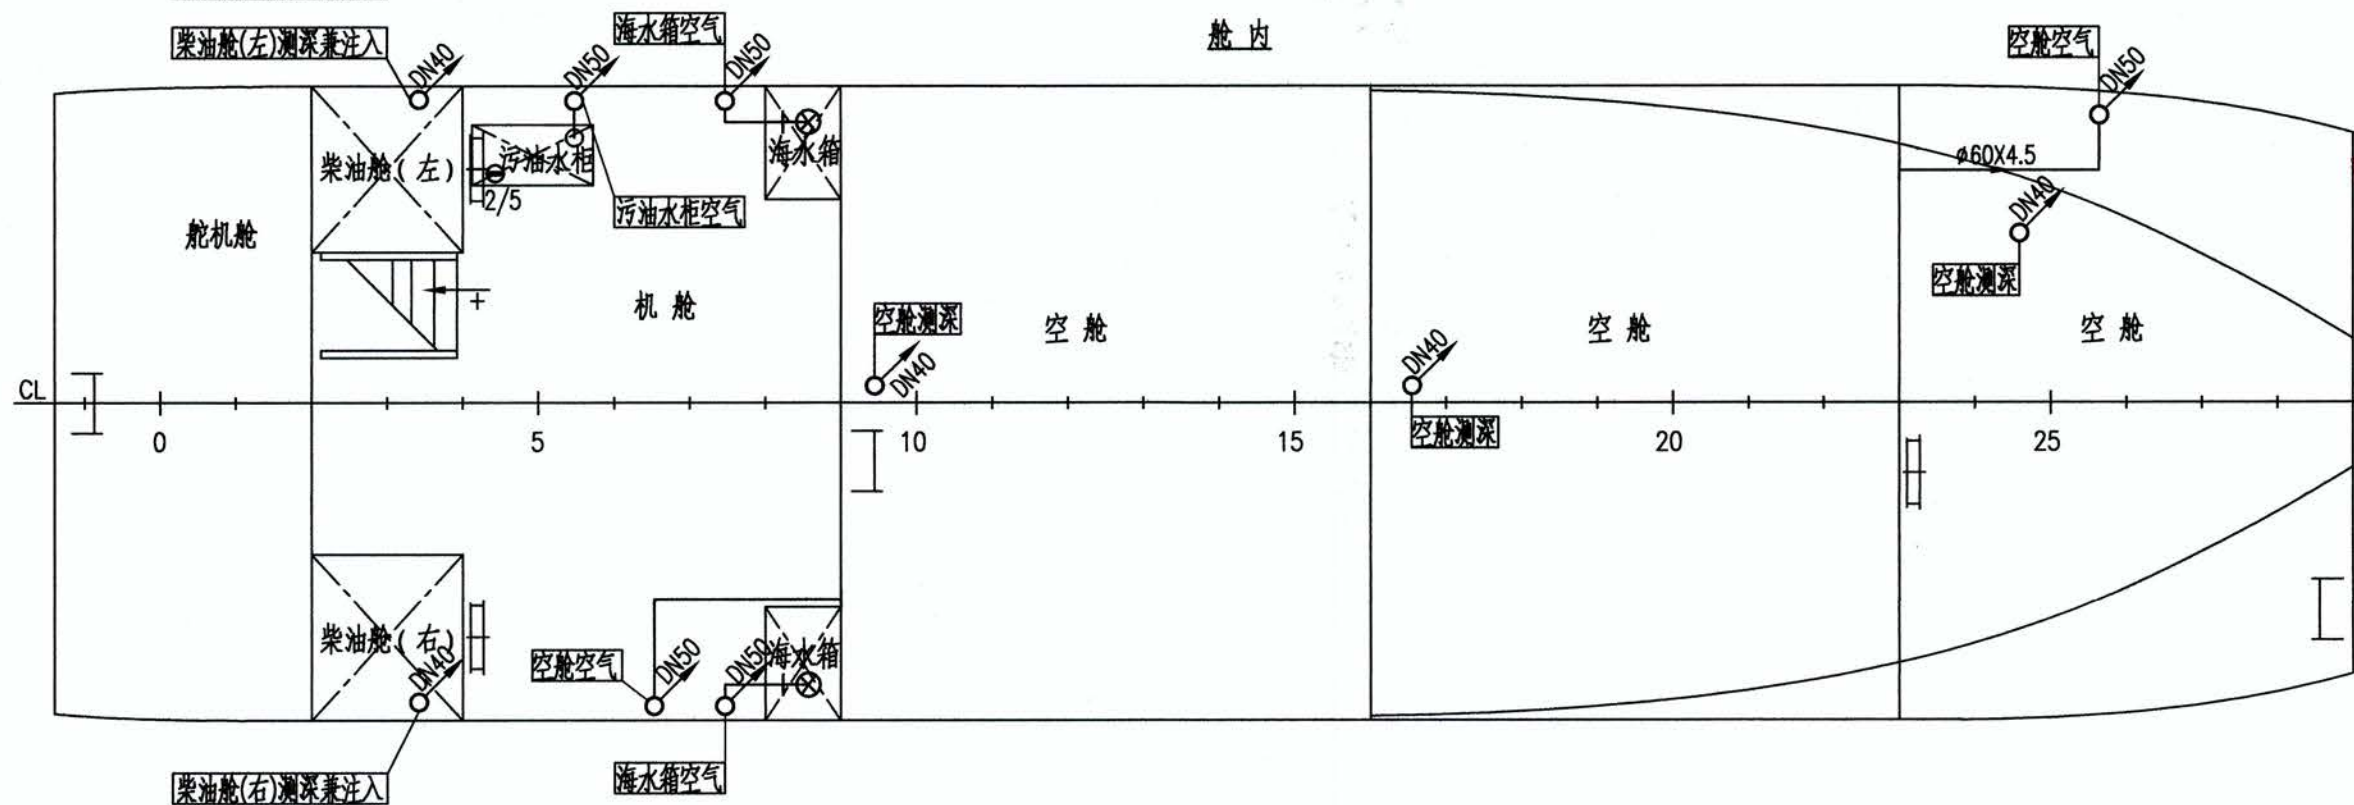 舱 内
海水箱空气
空舱空气
柴油舱(左)测深兼注入
DN40
DN50
DN50
DN50
柴油舱(左)
污油水柜
海水箱
ø60X4.5
2/5
污油水柜空气
DN40
舵机舱
空舱测深
机 舱
空舱测深
空 舱
空 舱
空 舱
DN40
DN40
CL
0
5
10
15
20
25
空舱测深
柴油舱(右)
海水箱
DN40
空舱空气
DN50
DN50
柴油舱(右)测深兼注入
海水箱空气